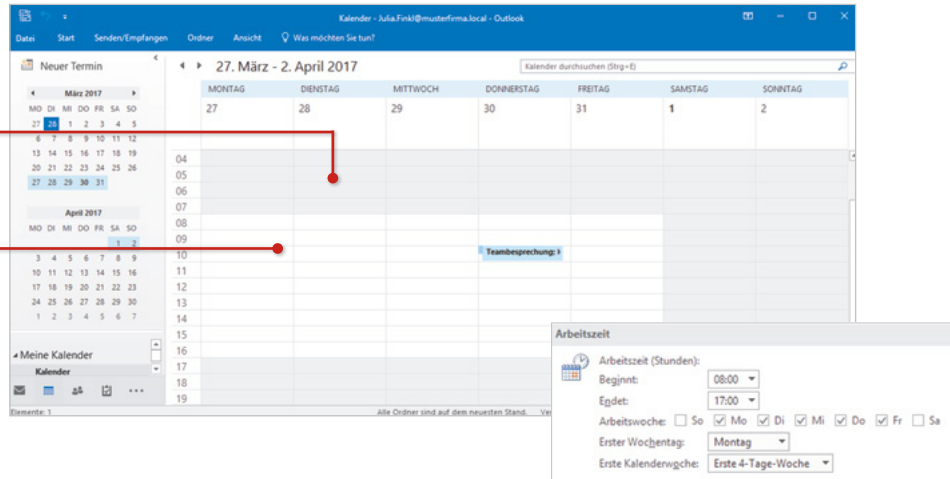 Kalender - Julia.Finkl@musterfirma.local - Outlook
Datei Start Senden/Empfangen Ordner Ansicht Was möchten Sie tun?
Neuer Termin
27. März - 2. April 2017
Kalender durchsuchen (Strg+E)
März 2017
MO DI MI DO FR SA SO
27 28 1 2 3 4 5
6 7 8 9 10 11 12
13 14 15 16 17 18 19
20 21 22 23 24 25 26
27 28 29 30 31
April 2017
MO DI MI DO FR SA SO
1 2
3 4 5 6 7 8 9
10 11 12 13 14 15 16
17 18 19 20 21 22 23
24 25 26 27 28 29 30
1 2 3 4 5 6 7
Meine Kalender
Kalender
Elemente: 1
MONTAG DIENSTAG MITTWOCH DONNERSTAG FREITAG SAMSTAG SONNTAG
27 28 29 30 31 1 2
04
05
06
07
08
09
10 Teambesprechung;
11
12
13
14
15
16
17
18
19
Alle Ordner sind auf dem neuesten Stand. Ve
Arbeitszeit
Arbeitszeit (Stunden):
Beginnt: 08:00
Endet: 17:00
Arbeitswoche: So Mo Di Mi Do Fr Sa
Erster Wochentag: Montag
Erste Kalenderwoche: Erste 4-Tage-Woche